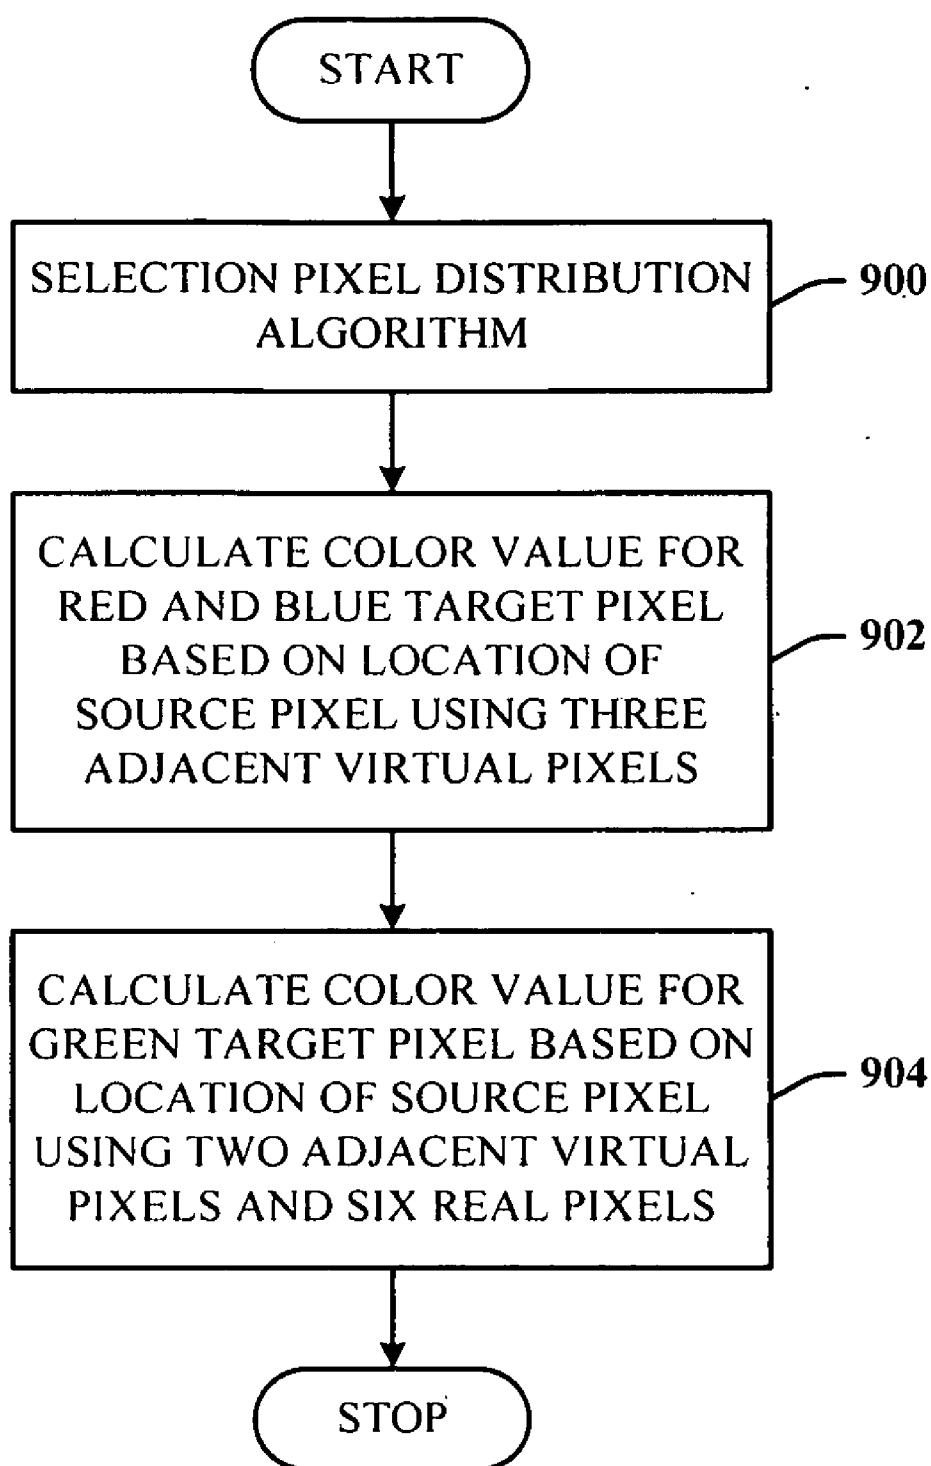 START
SELECTION PIXEL DISTRIBUTION
ALGORITHM
900
CALCULATE COLOR VALUE FOR
RED AND BLUE TARGET PIXEL
BASED ON LOCATION OF
SOURCE PIXEL USING THREE
ADJACENT VIRTUAL PIXELS
902
CALCULATE COLOR VALUE FOR
GREEN TARGET PIXEL BASED ON
LOCATION OF SOURCE PIXEL
USING TWO ADJACENT VIRTUAL
PIXELS AND SIX REAL PIXELS
904
STOP